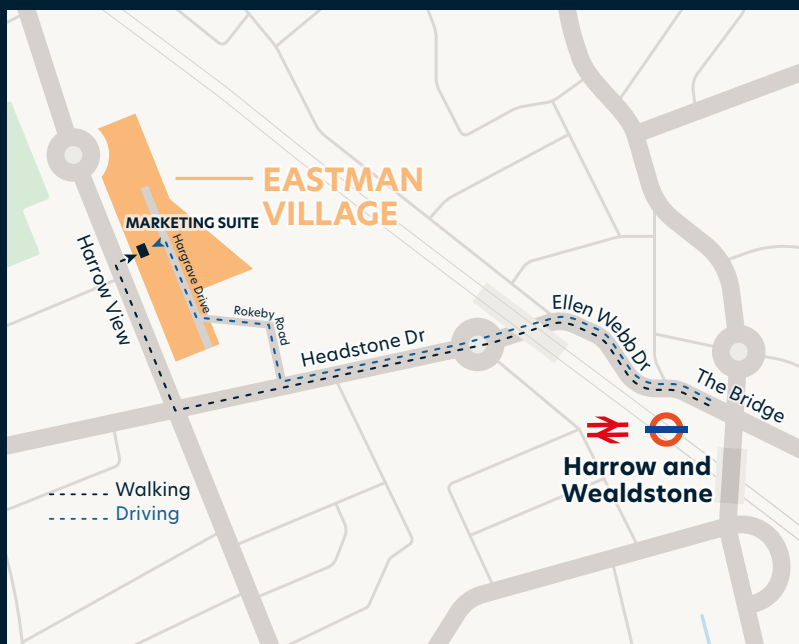 EASTMAN
VILLAGE
MARKETING SUITE
Harrow View
Hargrave Drive
Rokeby
Road
Headstone Dr
Ellen Webb Dr
The Bridge
Harrow and
Wealdstone
Walking
Driving